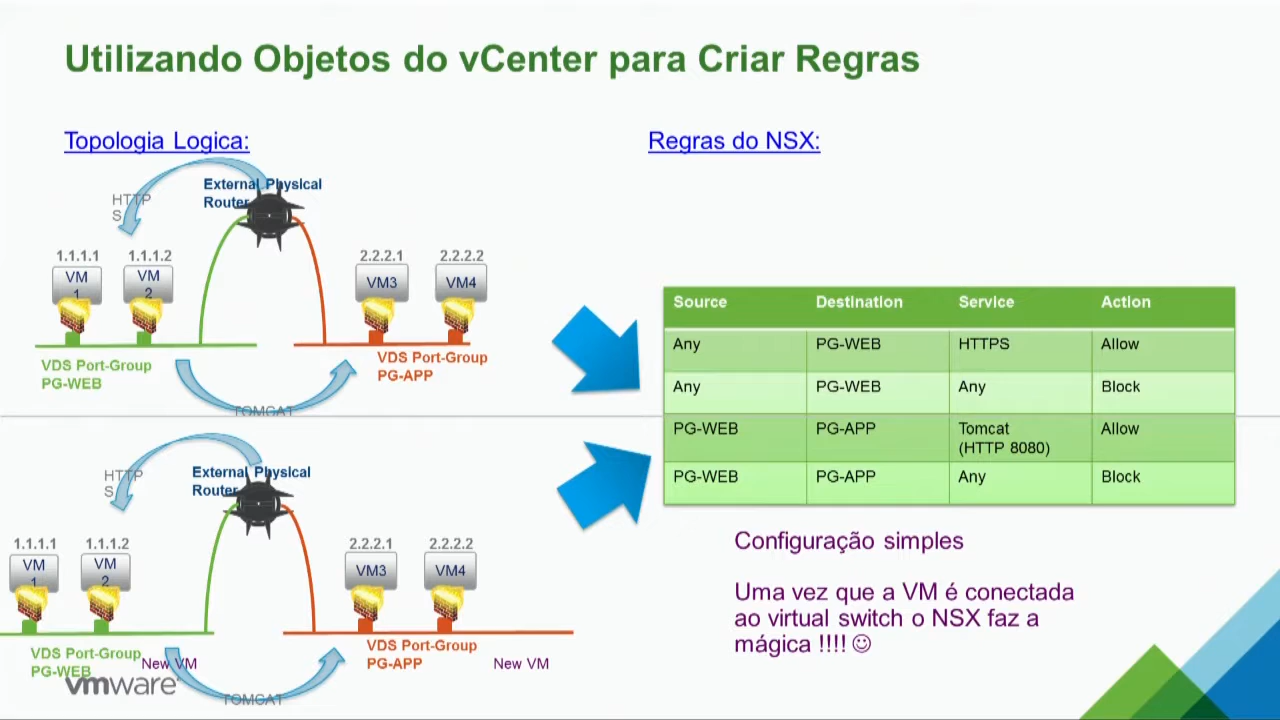 Utilizando Objetos do vCenter para Criar Regras
Topologia Logica:
External Physical
Router
HTTP
S
1.1.1.1
1.1.1.2
2.2.2.1
2.2.2.2
VM
1
VM
2
VM3
VM4
VDS Port-Group
PG-WEB
VDS Port-Group
PG-APP
TOMCAT
External Physical
Router
HTTP
S
1.1.1.1
1.1.1.2
2.2.2.1
2.2.2.2
VM
1
VM
2
VM3
VM4
VDS Port-Group
PG-WEB
New VM
VDS Port-Group
PG-APP
New VM
TOMCAT
vmware
Regras do NSX:
Source Destination Service Action
Any PG-WEB HTTPS Allow
Any PG-WEB Any Block
PG-WEB PG-APP Tomcat Allow
(HTTP 8080)
PG-WEB PG-APP Any Block
Configuração simples
Uma vez que a VM é conectada
ao virtual switch o NSX faz a
mágica !!!! ☺